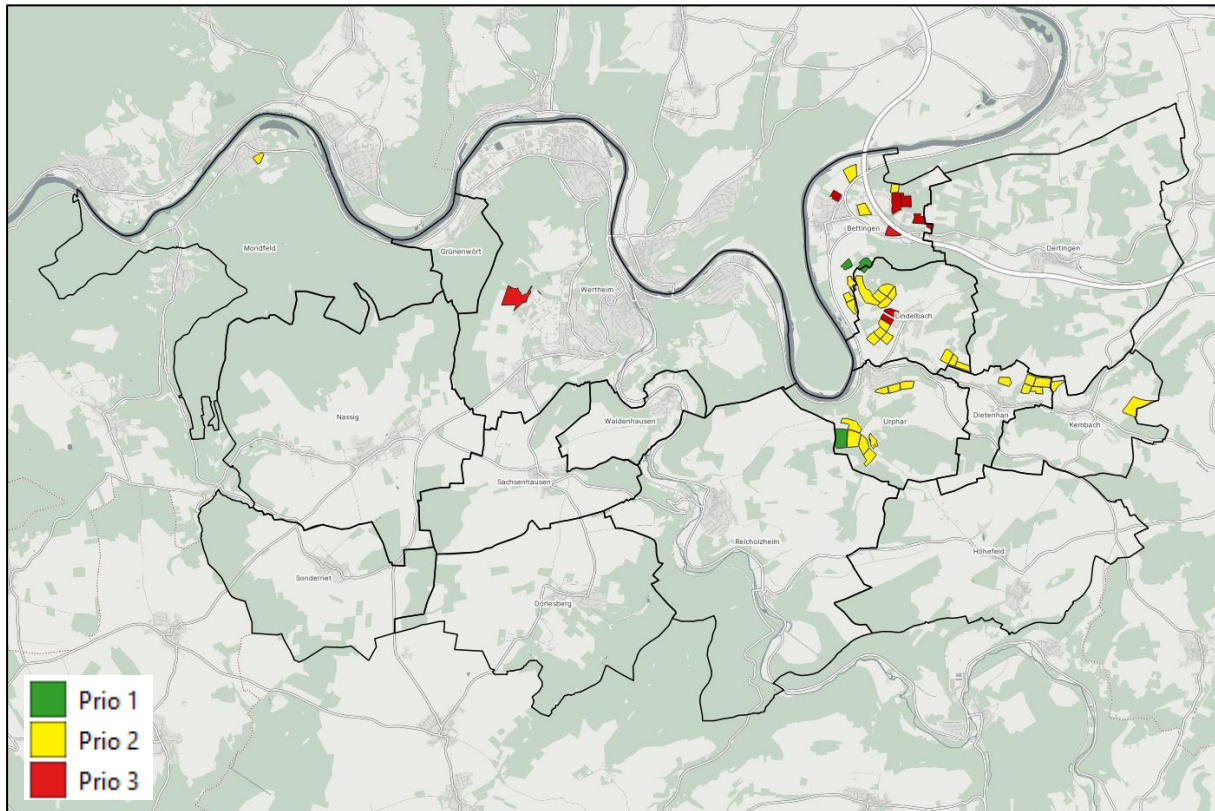 Mondfeld
Grünenwört
Wertheim
Bettingen
Dertingen
Lindelbach
Nassig
Waldenhausen
Urphar
Dietenhan
Kembach
Sachsenhausen
Reicholzheim
Höhefeld
Sonderriet
Dörlesberg
Prio 1
Prio 2
Prio 3